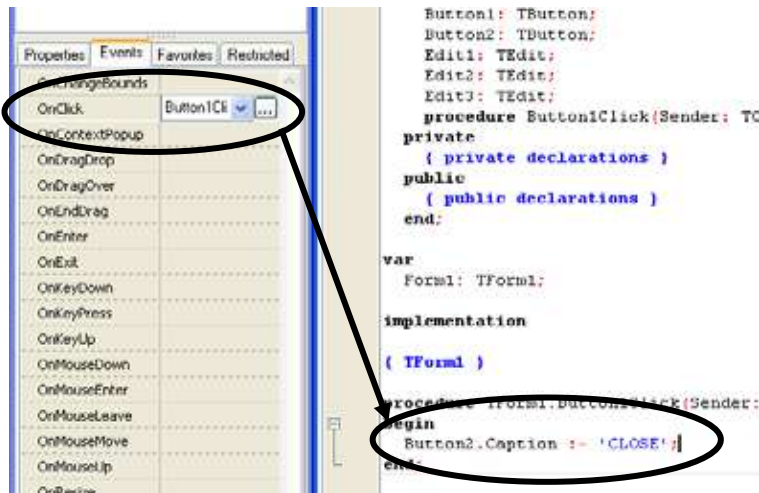 Properties Events Favorites Restricted
OnChangeBounds
OnClick Button1Cli ...
OnContextPopup
OnDragDrop
OnDragOver
OnEndDrag
OnEnter
OnExit
OnKeyDown
OnKeyPress
OnKeyUp
OnMouseDown
OnMouseEnter
OnMouseLeave
OnMouseMove
OnMouseUp
OnResize
Button1: TButton;
Button2: TButton;
Edit1: TEdit;
Edit2: TEdit;
Edit3: TEdit;
procedure Button1Click(Sender: TO
private
{ private declarations }
public
{ public declarations }
end;
var
Form1: TForm1;
implementation
{ TForm1 }
procedure TForm1.Button1Click(Sender:
begin
Button2.Caption := 'CLOSE';
end;